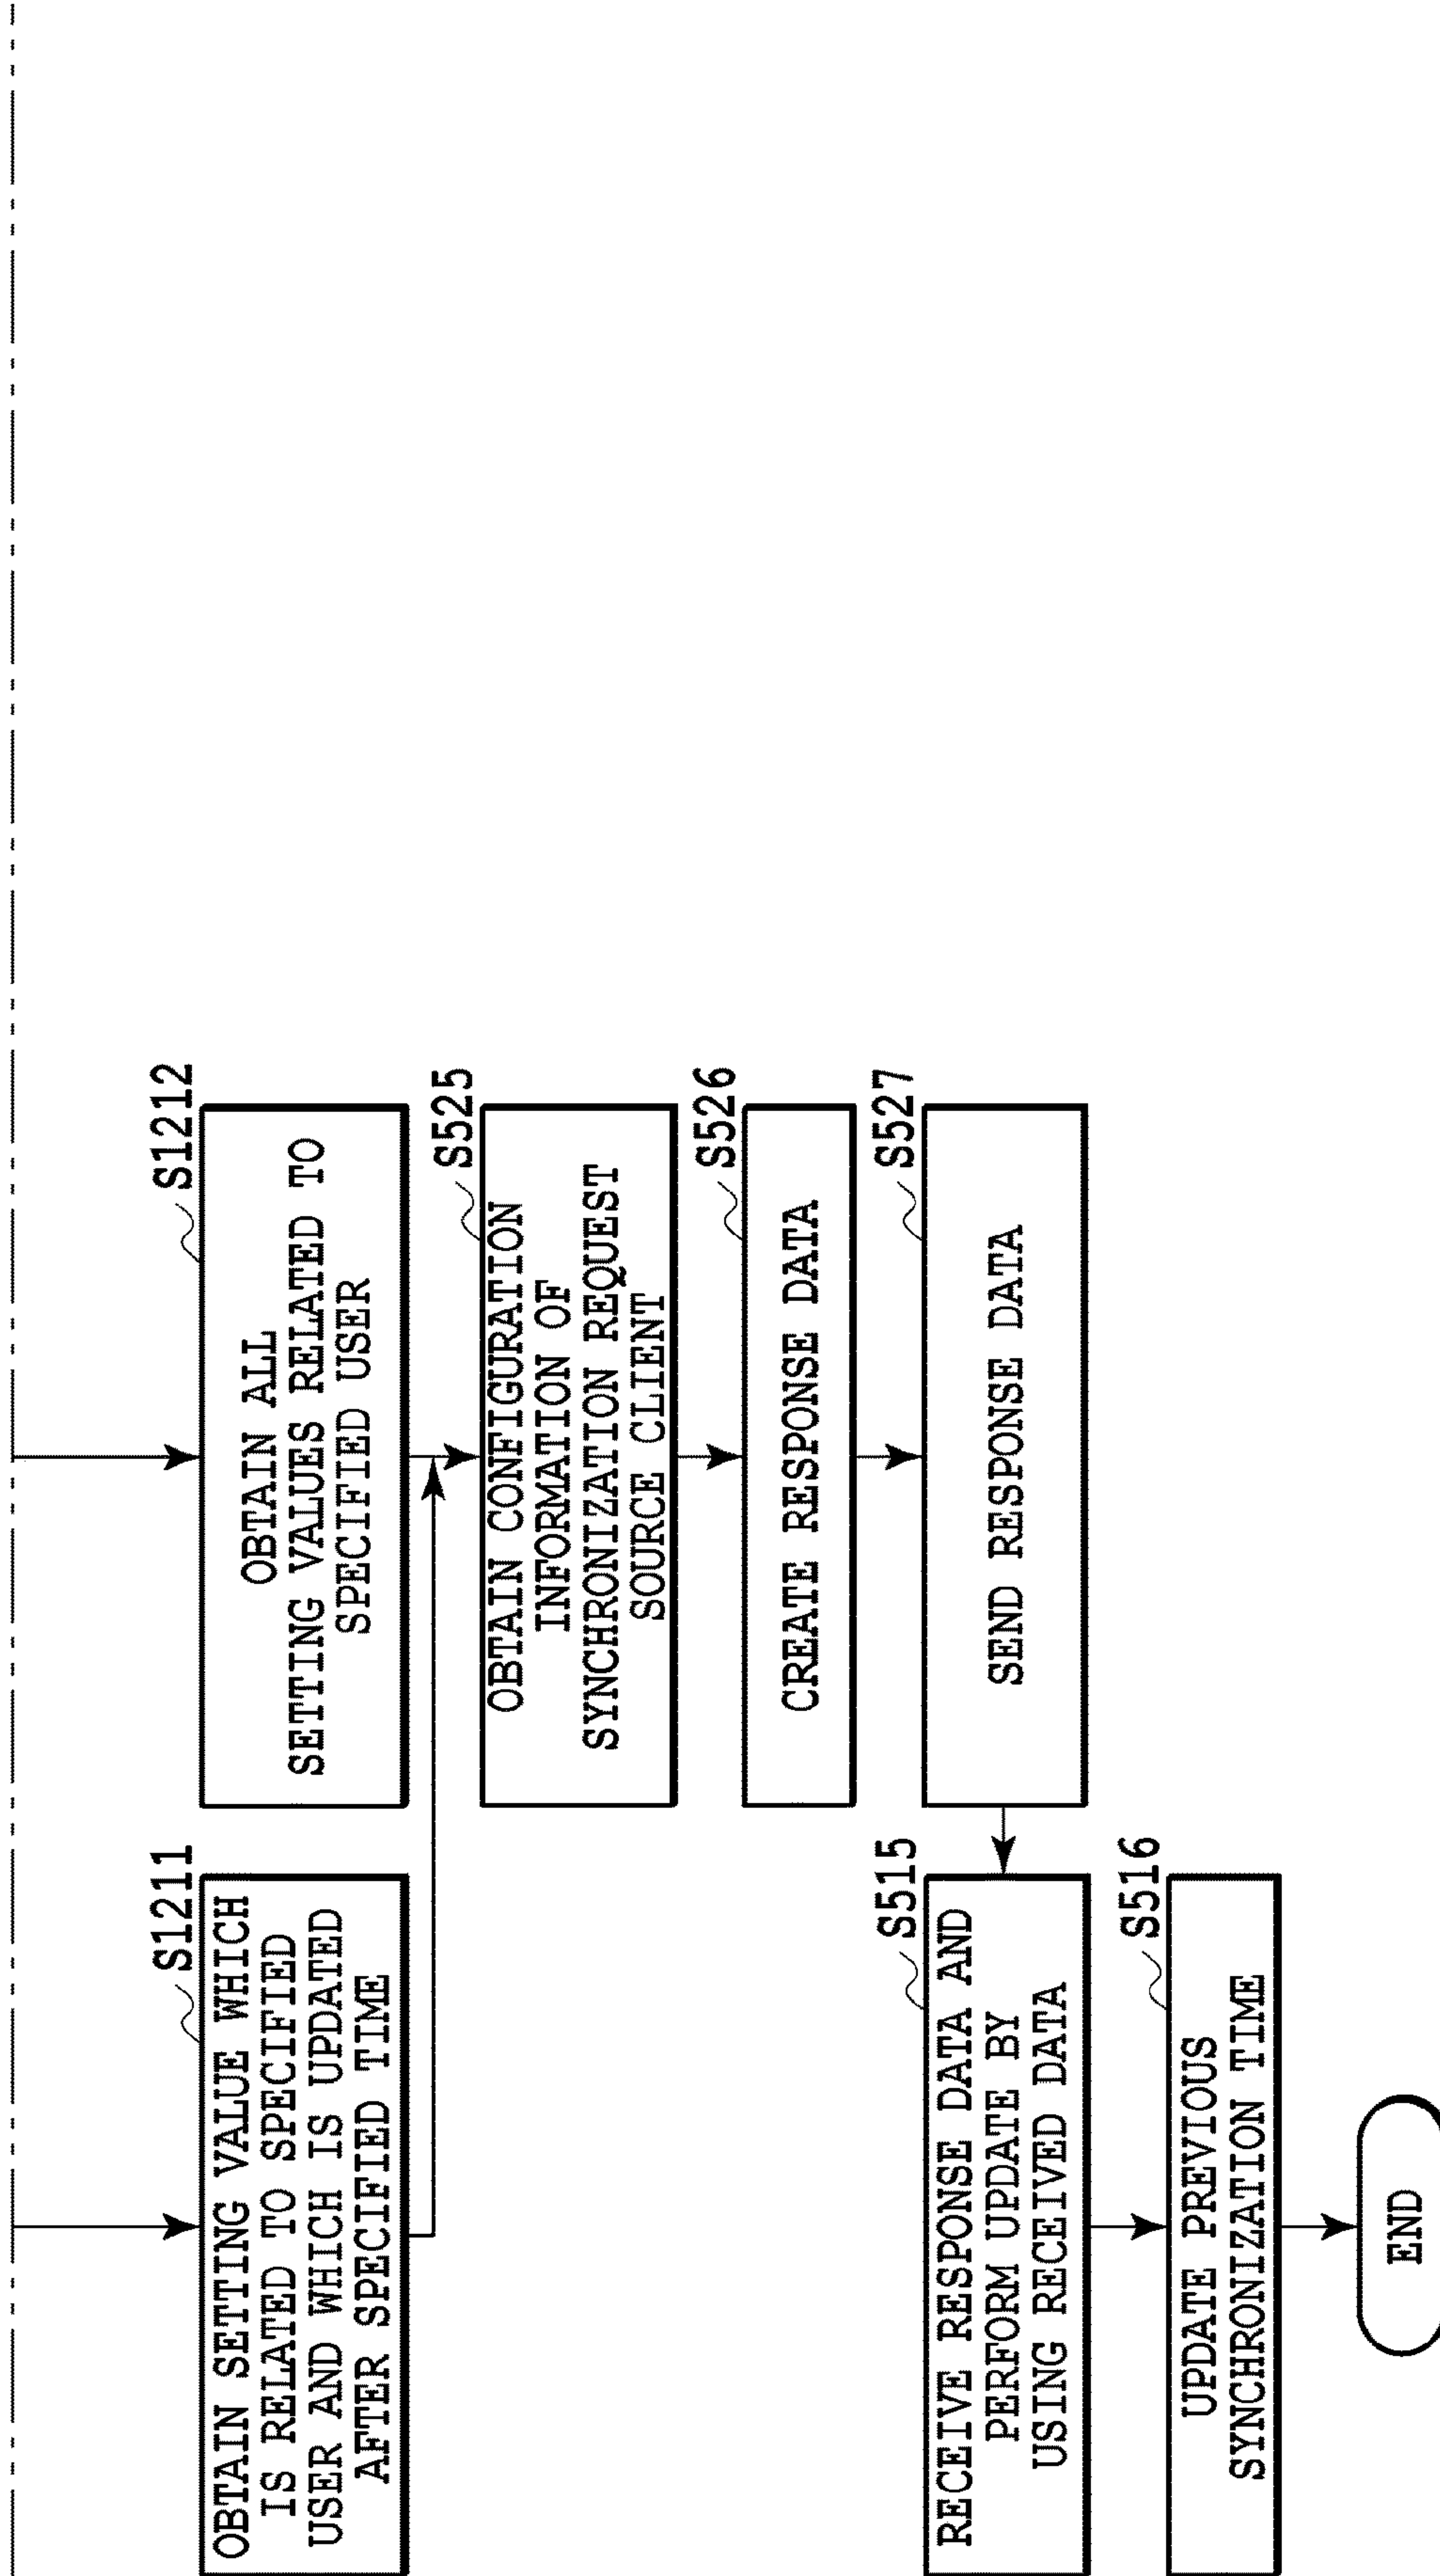 S1211
OBTAIN SETTING VALUE WHICH
IS RELATED TO SPECIFIED
USER AND WHICH IS UPDATED
AFTER SPECIFIED TIME
S1212
OBTAIN ALL
SETTING VALUES RELATED TO
SPECIFIED USER
S525
OBTAIN CONFIGURATION
INFORMATION OF
SYNCHRONIZATION REQUEST
SOURCE CLIENT
S526
CREATE RESPONSE DATA
S527
SEND RESPONSE DATA
S515
RECEIVE RESPONSE DATA AND
PERFORM UPDATE BY
USING RECEIVED DATA
S516
UPDATE PREVIOUS
SYNCHRONIZATION TIME
END